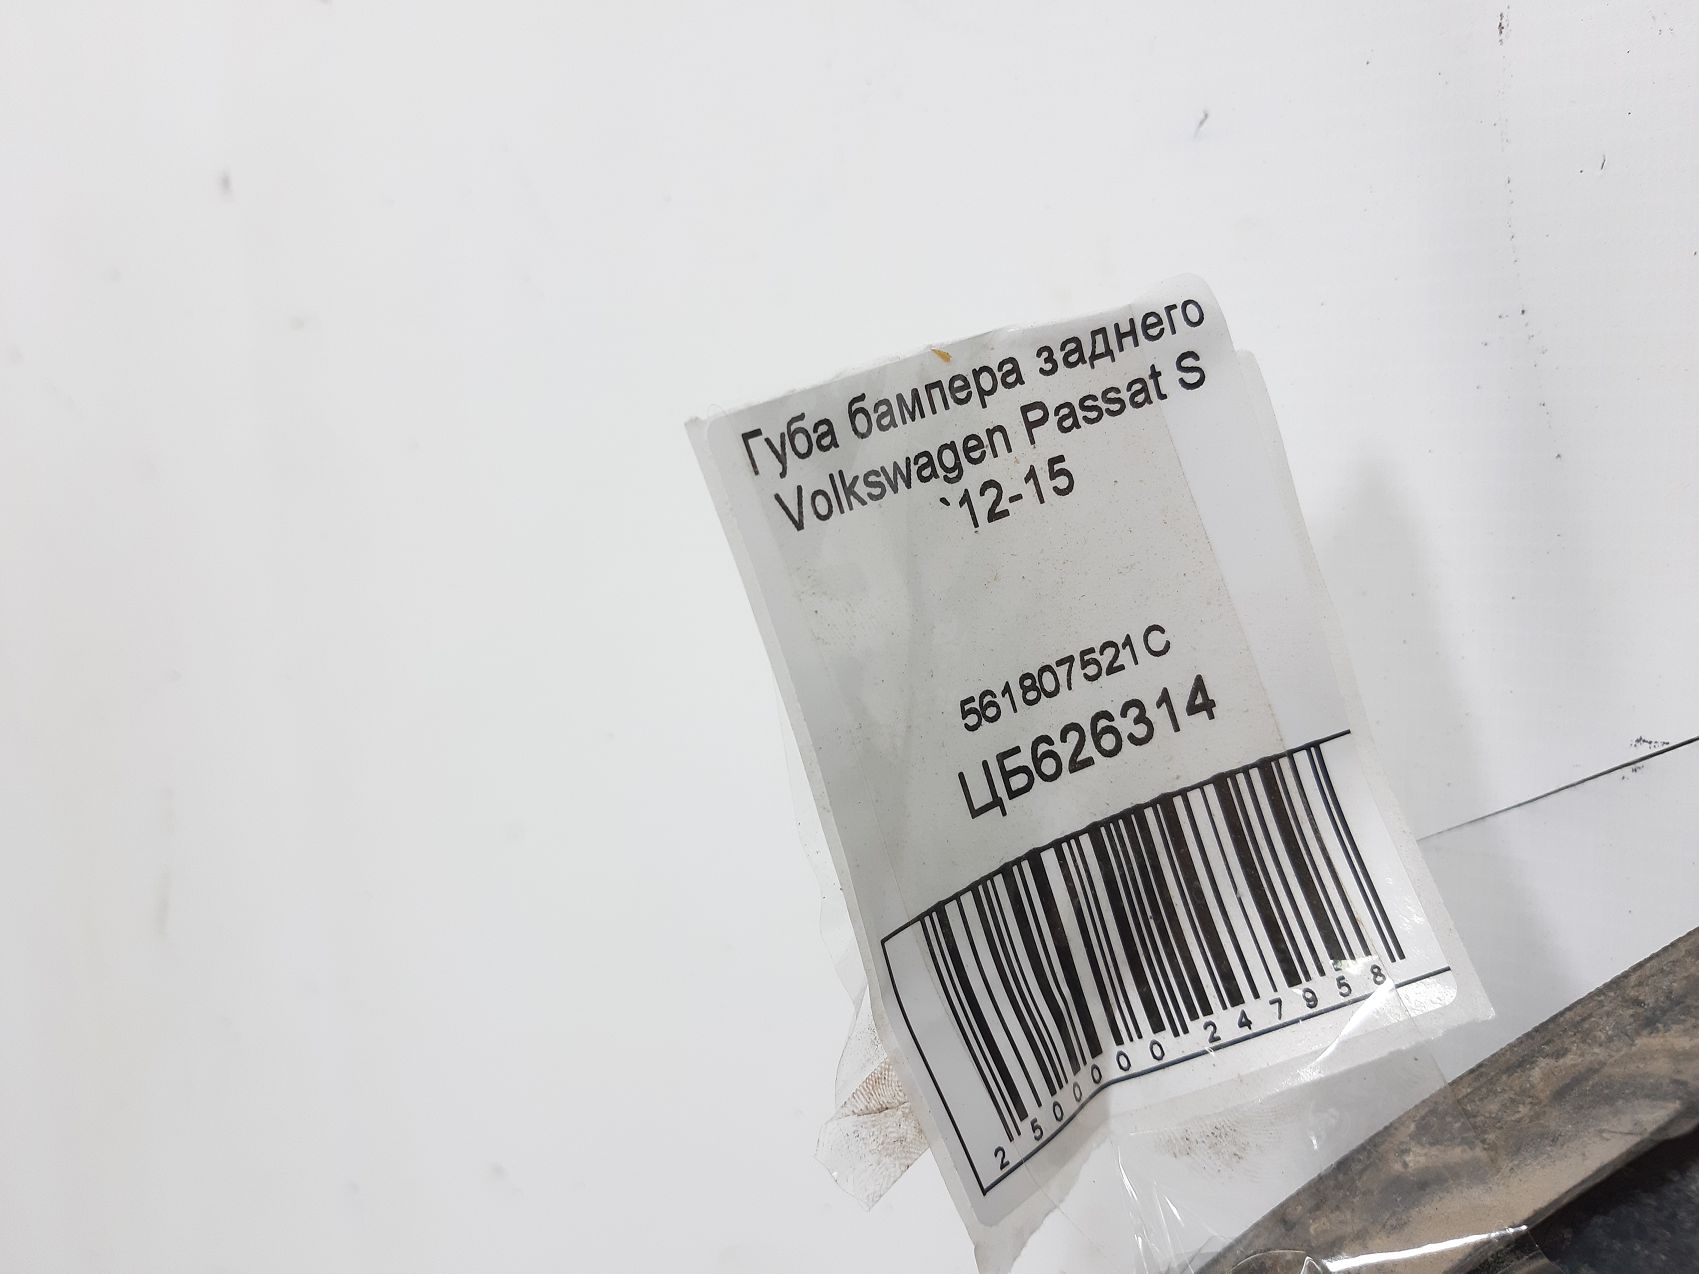 Губа бампера заднего
Volkswagen Passat S
`12-15
561807521C
ЦБ626314
2500000247958